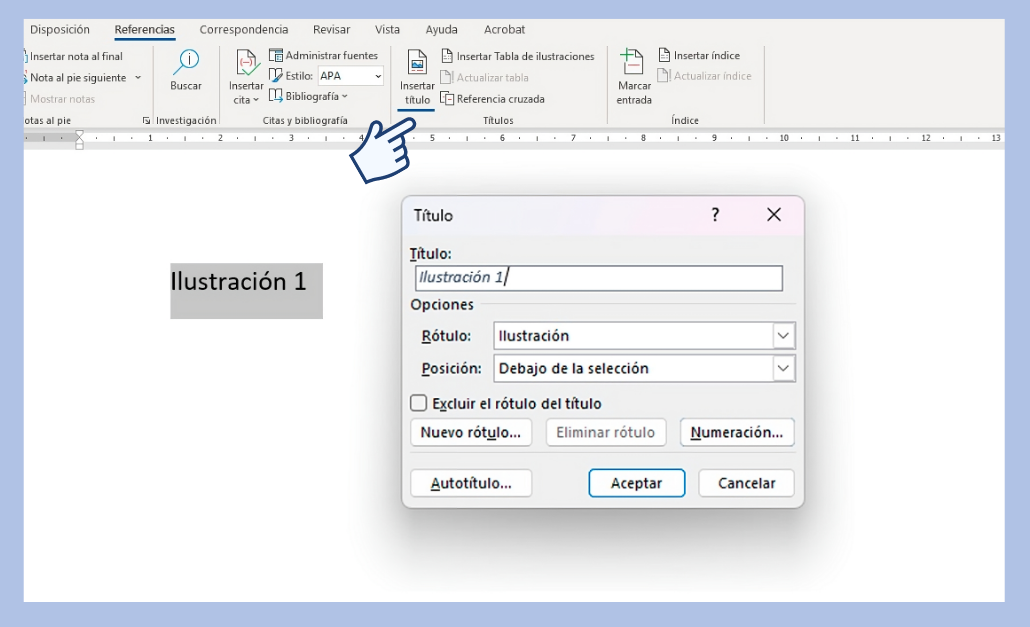 Disposición Referencias Correspondencia Revisar Vista Ayuda Acrobat
Insertar nota al final
Nota al pie siguiente
Mostrar notas
otas al pie
Buscar
Investigación
Insertar
cita
Administrar fuentes
Estilo: APA
Bibliografía
Citas y bibliografía
Insertar
título
Insertar Tabla de ilustraciones
Actualizar tabla
Referencia cruzada
Títulos
Marcar
entrada
Insertar índice
Actualizar índice
Índice
1 2 3 4 5 6 7 8 9 10 11 12 13
Ilustración 1
Título ?
Título:
Ilustración 1
Opciones
Rótulo: Ilustración
Posición: Debajo de la selección
Excluir el rótulo del título
Nuevo rótulo... Eliminar rótulo Numeración...
Autotítulo... Aceptar Cancelar